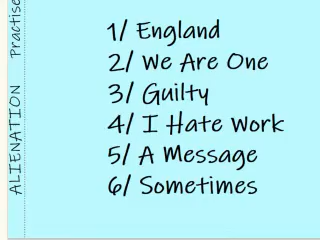 ALIENATION Practise
1/ England
2/ We Are One
3/ Guilty
4/ I Hate Work
5/ A Message
6/ Sometimes